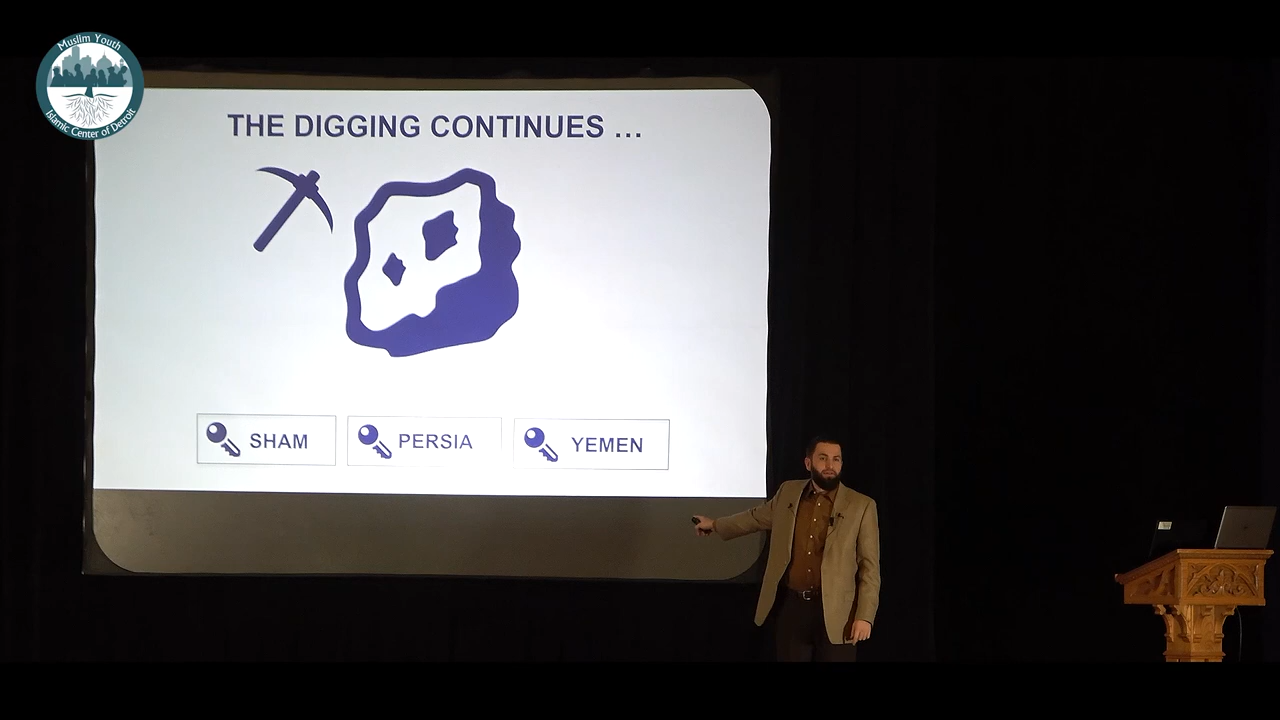 Muslim Youth
Islamic Center of Detroit
THE DIGGING CONTINUES ...
SHAM
PERSIA
YEMEN